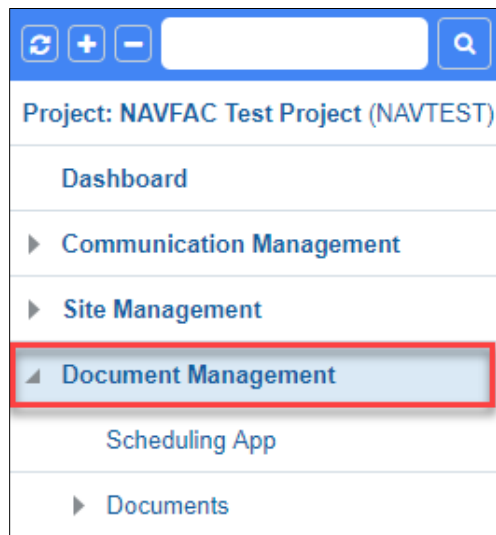 Project: NAVFAC Test Project (NAVTEST)
Dashboard
Communication Management
Site Management
Document Management
Scheduling App
Documents